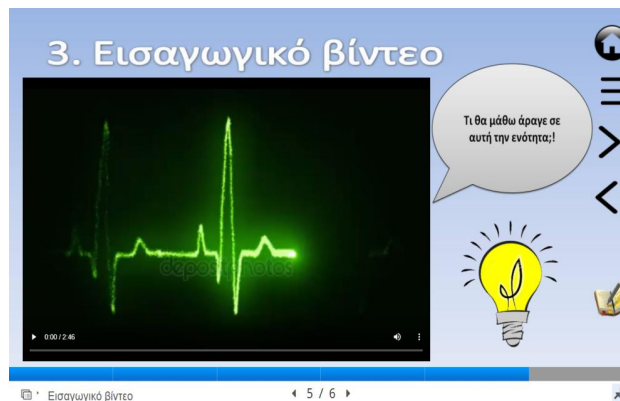 3. Εισαγωγικό βίντεο
Τι θα μάθω άραγε σε
αυτή την ενότητα;!
depositphotos
0:00 / 2:46
Εισαγωγικό βίντεο
5 / 6